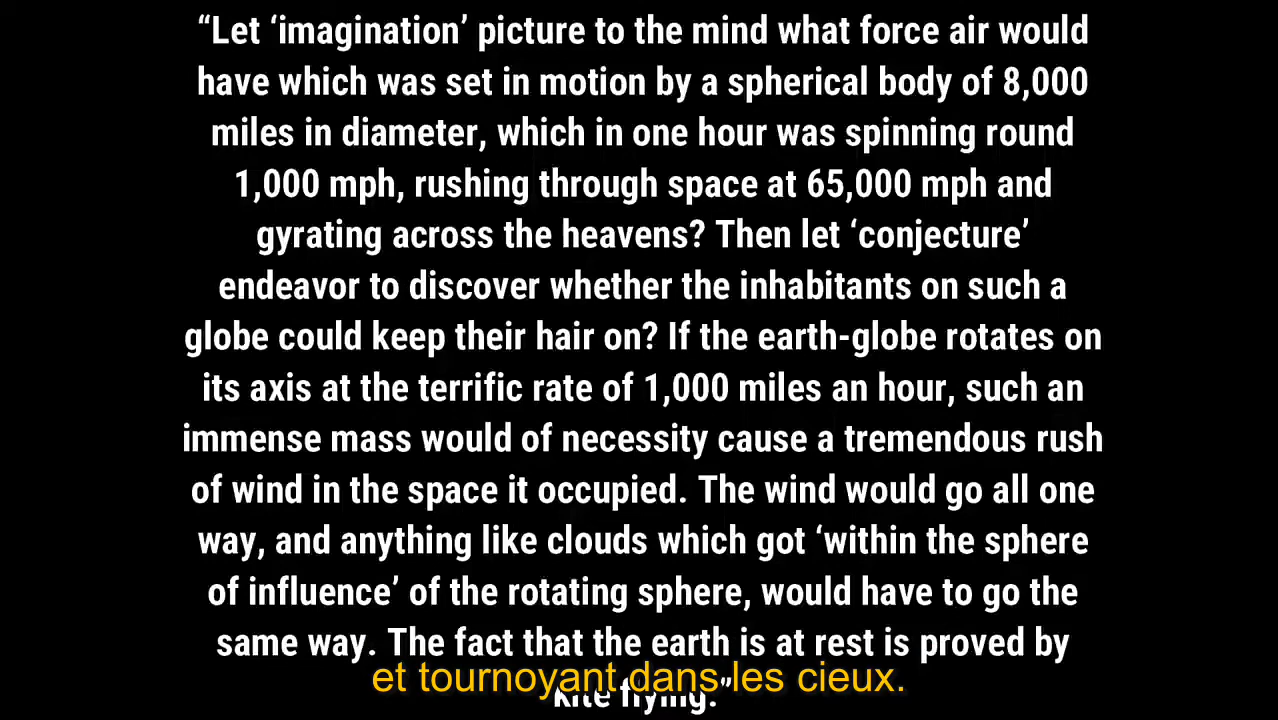 “Let ‘imagination’ picture to the mind what force air would
have which was set in motion by a spherical body of 8,000
miles in diameter, which in one hour was spinning round
1,000 mph, rushing through space at 65,000 mph and
gyrating across the heavens? Then let ‘conjecture’
endeavor to discover whether the inhabitants on such a
globe could keep their hair on? If the earth-globe rotates on
its axis at the terrific rate of 1,000 miles an hour, such an
immense mass would of necessity cause a tremendous rush
of wind in the space it occupied. The wind would go all one
way, and anything like clouds which got ‘within the sphere
of influence’ of the rotating sphere, would have to go the
same way. The fact that the earth is at rest is proved by
et tournoyant dans les cieux.
kite flying.”